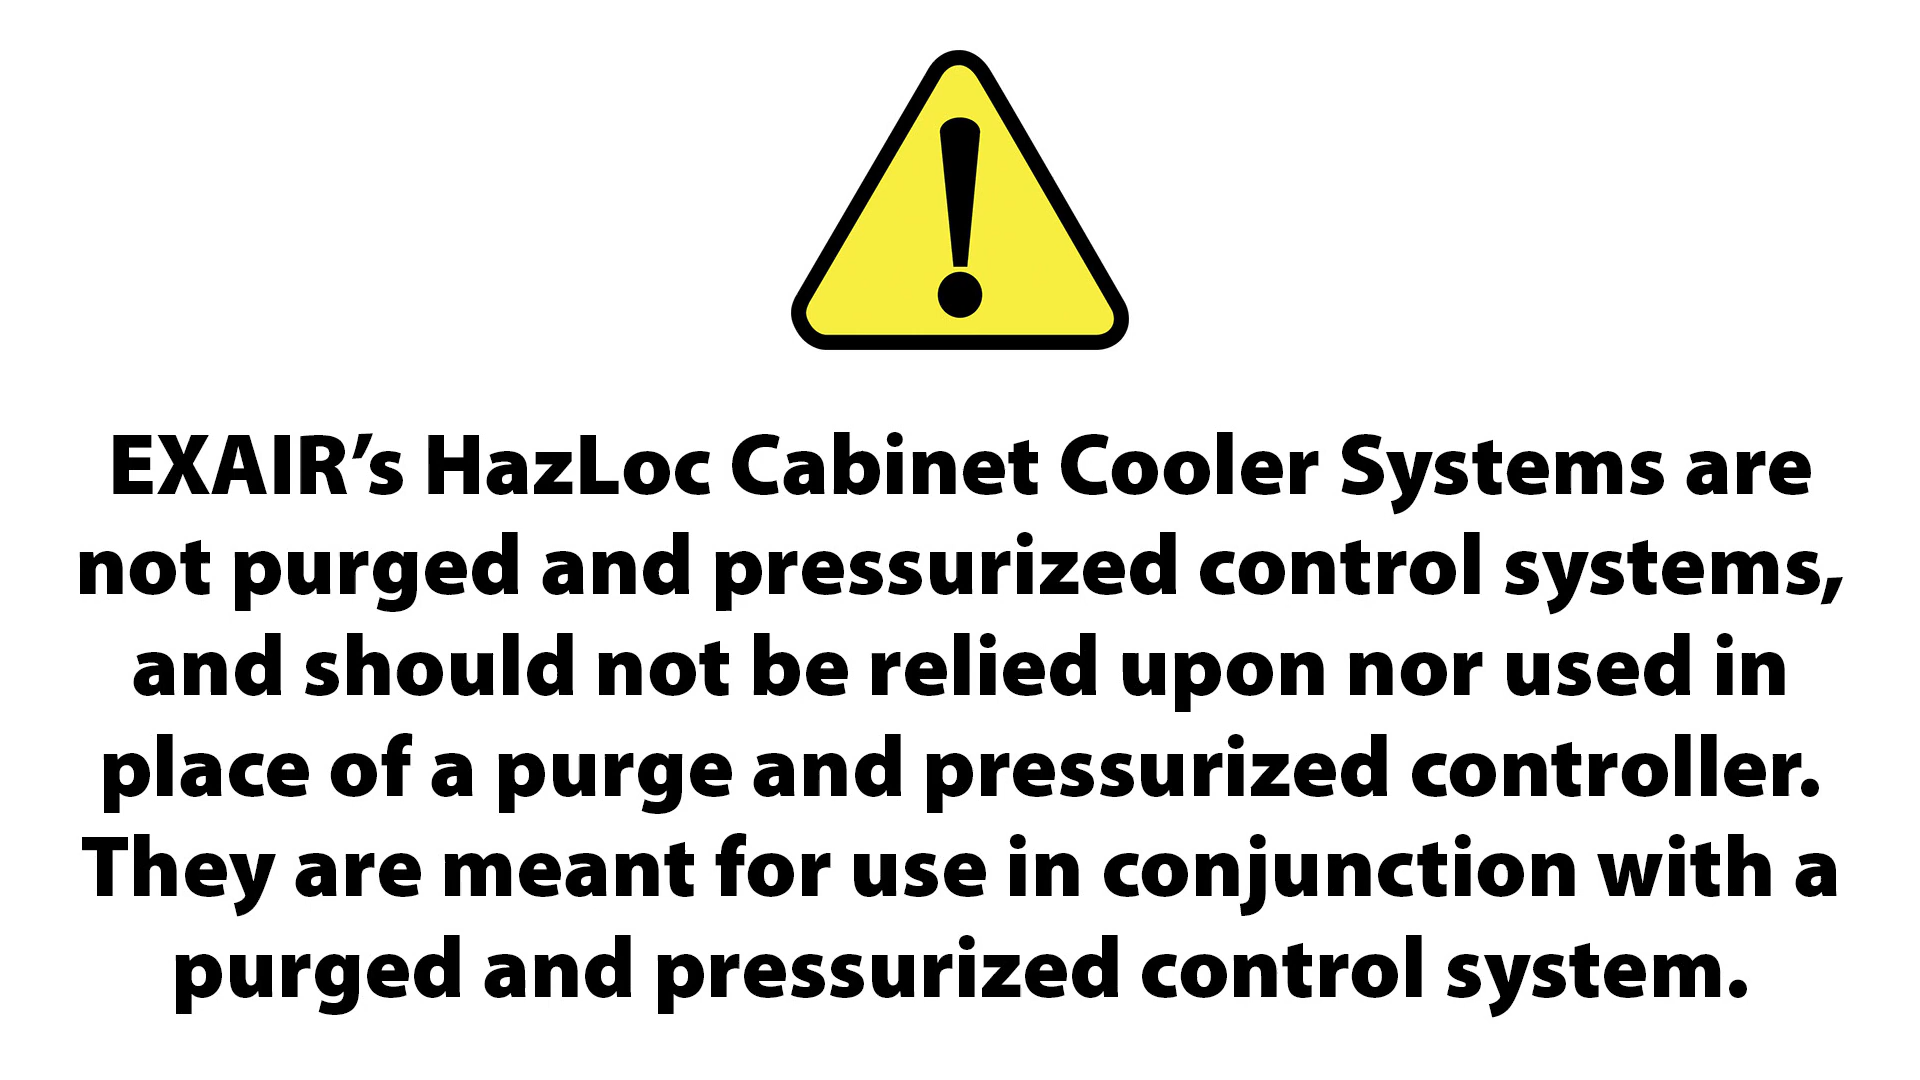 EXAIR’s HazLoc Cabinet Cooler Systems are
not purged and pressurized control systems,
and should not be relied upon nor used in
place of a purge and pressurized controller.
They are meant for use in conjunction with a
purged and pressurized control system.